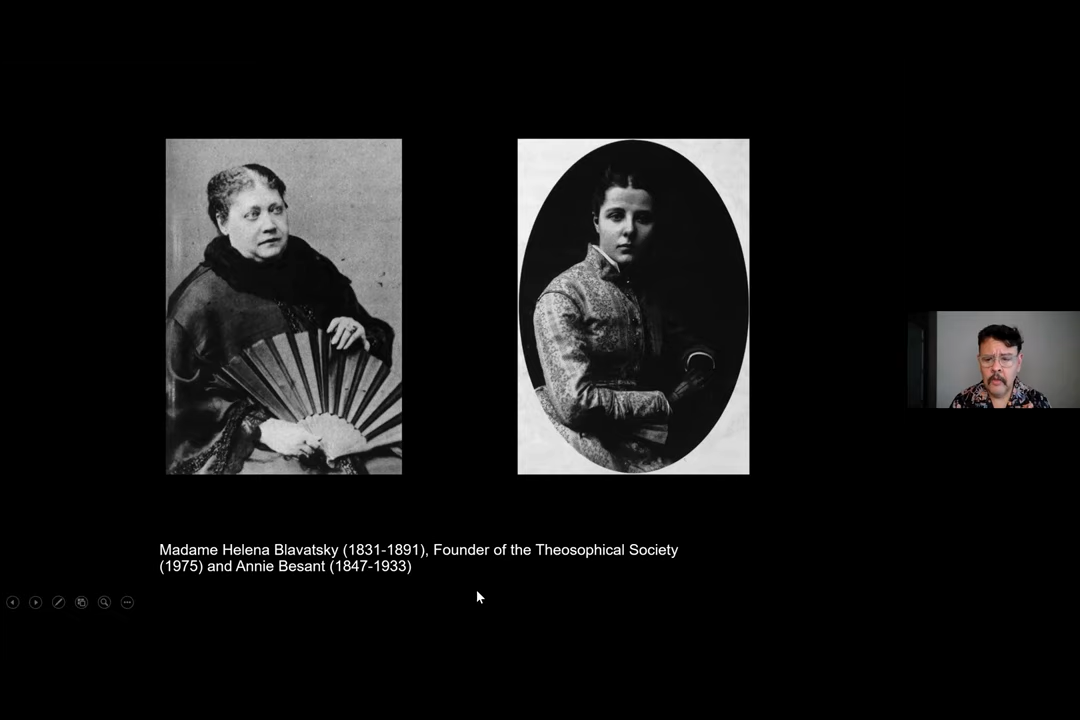 Madame Helena Blavatsky (1831-1891), Founder of the Theosophical Society
(1975) and Annie Besant (1847-1933)